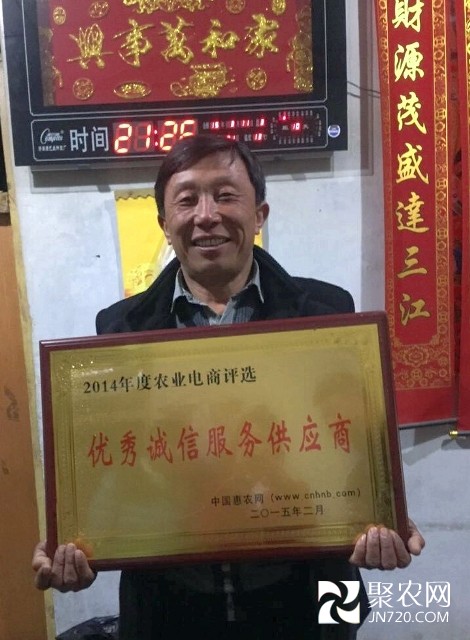 興事萬和家
時间 21:26
財源茂盛達三江
2014年度农业电商评选
优秀诚信服务供应商
中国惠农网（www.cnhnb.com）
二〇一五年二月
聚农网
JN720.COM